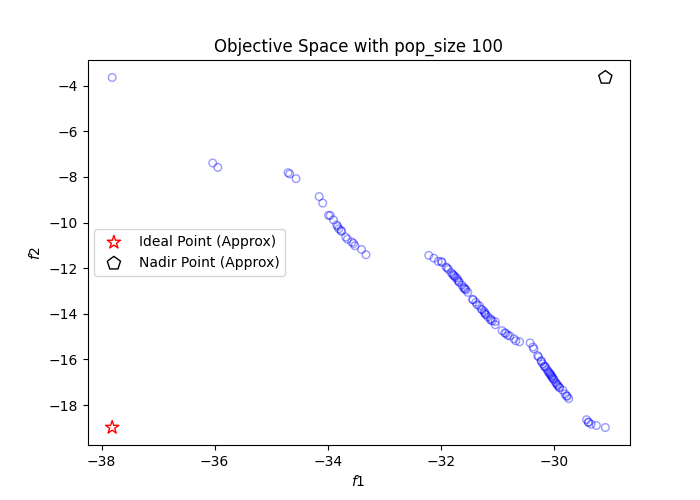 Objective Space with pop_size 100
−4
−6
−8
−10
−12
−14
−16
−18
f2
Ideal Point (Approx)
Nadir Point (Approx)
−38
−36
−34
−32
−30
f1